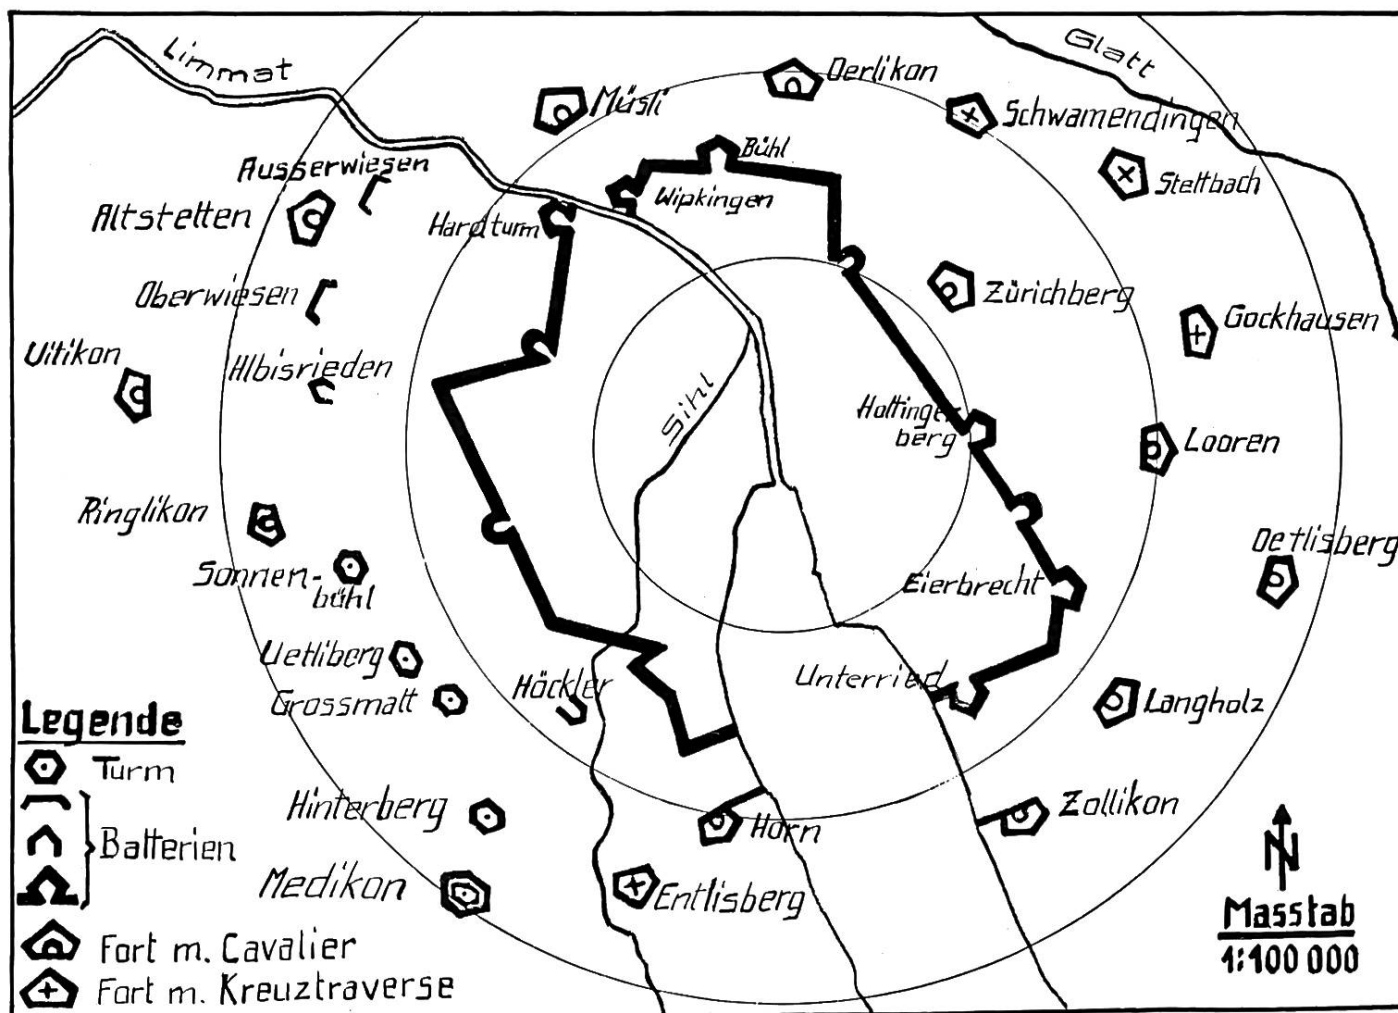 Limmat
Glatt
Oerlikon
Müsli
Schwamendingen
Bühl
Ausserwiesen
Wipkingen
Stettbach
Altstetten
Hardturm
Oberwiesen
Zürichberg
Gockhausen
Uitikon
Albisrieden
Sihl
Hottinger
berg
Looren
Ringlikon
Oetlisberg
Sonnen-
bühl
Eierbrecht
Uetliberg
Unterried
Grossmatt
Höckler
Langholz
Legende
Turm
Hinterberg
Horn
Zollikon
Batterien
N
Medikon
Entlisberg
Masstab
1:100 000
Fort m. Cavalier
Fort m. Kreuztraverse